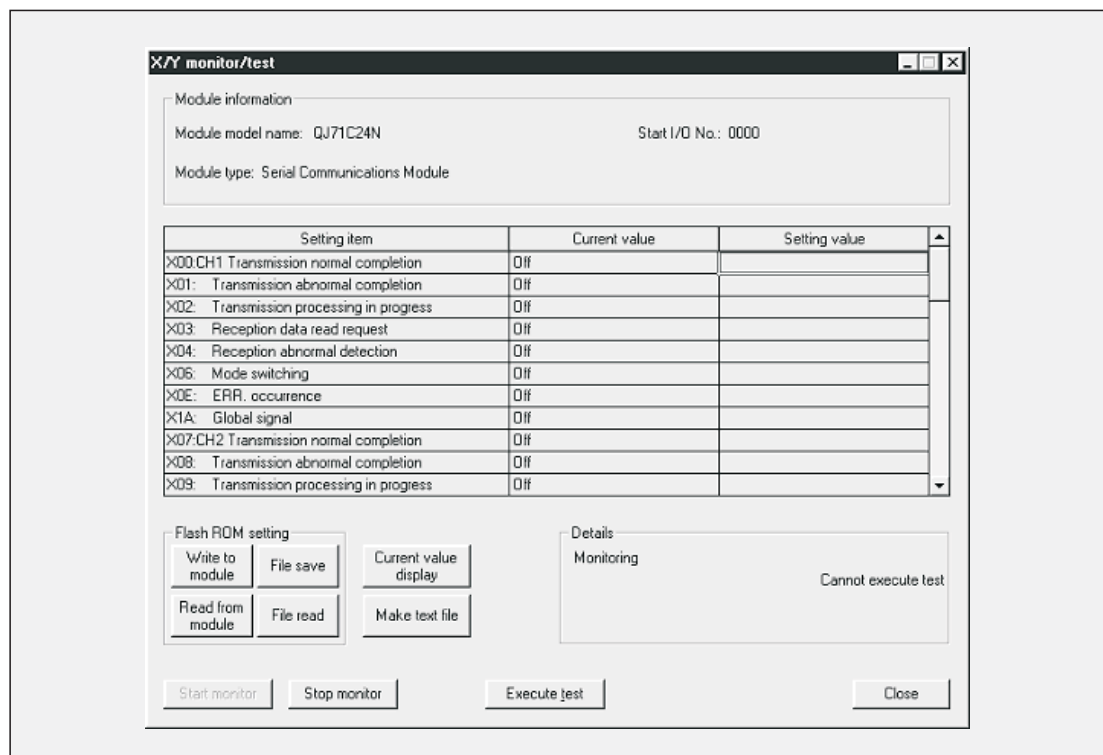 X/Y monitor/test
Module information
Module model name: QJ71C24N Start I/O No.: 0000
Module type: Serial Communications Module
Setting item Current value Setting value
X00:CH1 Transmission normal completion Off
X01: Transmission abnormal completion Off
X02: Transmission processing in progress Off
X03: Reception data read request Off
X04: Reception abnormal detection Off
X06: Mode switching Off
X0E: ERR. occurrence Off
X1A: Global signal Off
X07:CH2 Transmission normal completion Off
X08: Transmission abnormal completion Off
X09: Transmission processing in progress Off
Flash ROM setting
Write to
module
File save
Current value
display
Read from
module
File read
Make text file
Details
Monitoring
Cannot execute test
Start monitor Stop monitor Execute test Close